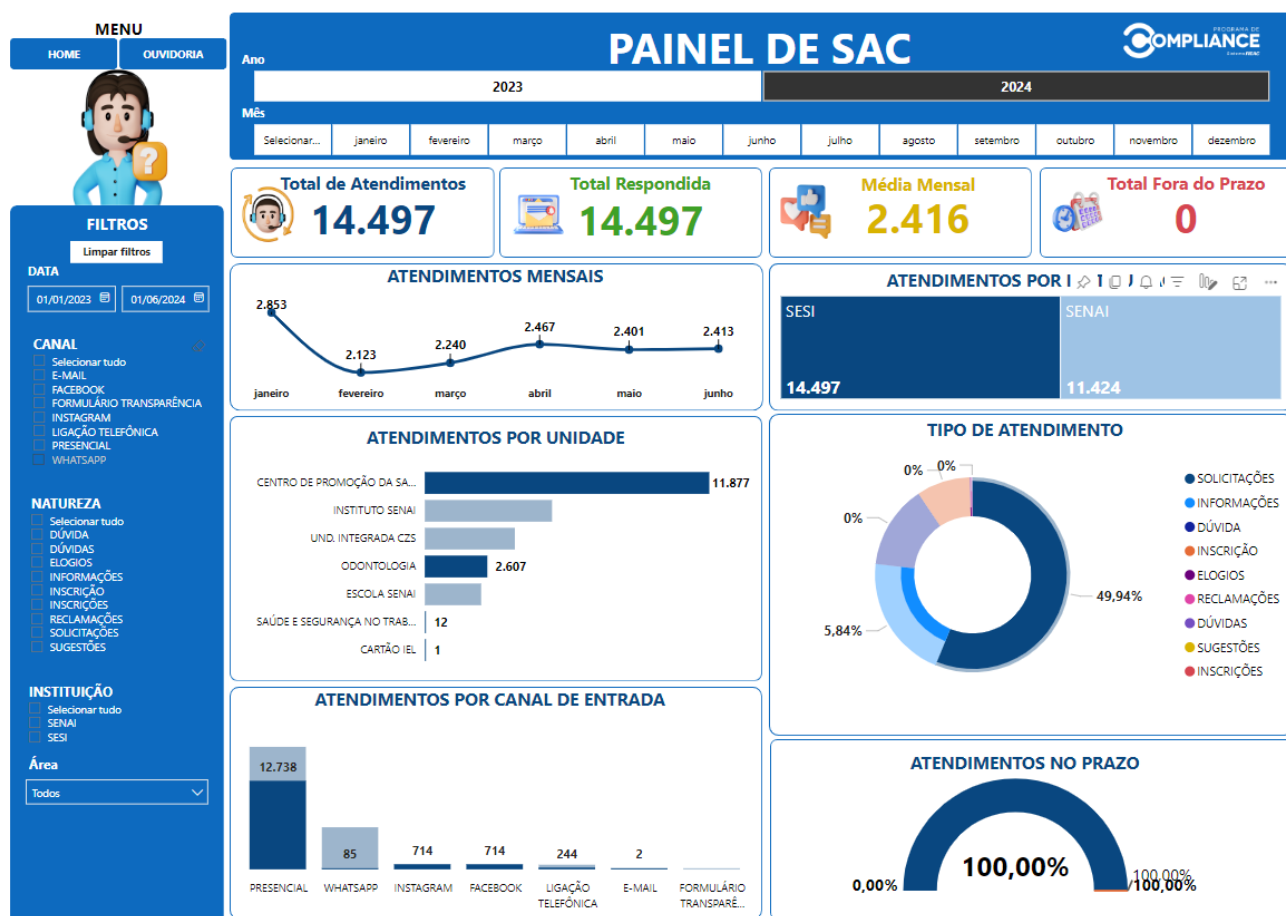 MENU
HOME
OUVIDORIA
PAINEL DE SAC
PROGRAMA DE
COMPLIANCE
Ano
2023
2024
Mês
Selecionar...
janeiro
fevereiro
março
abril
maio
junho
julho
agosto
setembro
outubro
novembro
dezembro
?
FILTROS
Limpar filtros
DATA
01/01/2023
01/06/2024
CANAL
Selecionar tudo
E-MAIL
FACEBOOK
FORMULÁRIO TRANSPARÊNCIA
INSTAGRAM
LIGAÇÃO TELEFÔNICA
PRESENCIAL
WHATSAPP
NATUREZA
Selecionar tudo
DÚVIDA
DÚVIDAS
ELOGIOS
INFORMAÇÕES
INSCRIÇÃO
INSCRIÇÕES
RECLAMAÇÕES
SOLICITAÇÕES
SUGESTÕES
INSTITUIÇÃO
Selecionar tudo
SENAI
SESI
Área
Todos
Total de Atendimentos
14.497
Total Respondida
14.497
Média Mensal
2.416
Total Fora do Prazo
0
ATENDIMENTOS MENSAIS
2.853
2.123
2.240
2.467
2.401
2.413
janeiro
fevereiro
março
abril
maio
junho
ATENDIMENTOS POR
SESI
14.497
SENAI
11.424
ATENDIMENTOS POR UNIDADE
CENTRO DE PROMOÇÃO DA SA...
11.877
INSTITUTO SENAI
UND. INTEGRADA CZS
ODONTOLOGIA
2.607
ESCOLA SENAI
SAÚDE E SEGURANÇA NO TRAB...
12
CARTÃO IEL
1
TIPO DE ATENDIMENTO
0%
0%
0%
5,84%
49,94%
SOLICITAÇÕES
INFORMAÇÕES
DÚVIDA
INSCRIÇÃO
ELOGIOS
RECLAMAÇÕES
DÚVIDAS
SUGESTÕES
INSCRIÇÕES
ATENDIMENTOS POR CANAL DE ENTRADA
12.738
85
714
714
244
2
PRESENCIAL
WHATSAPP
INSTAGRAM
FACEBOOK
LIGAÇÃO
TELEFÔNICA
E-MAIL
FORMULÁRIO
TRANSPARÊ...
ATENDIMENTOS NO PRAZO
100,00%
0,00%
100,00%
100,00%